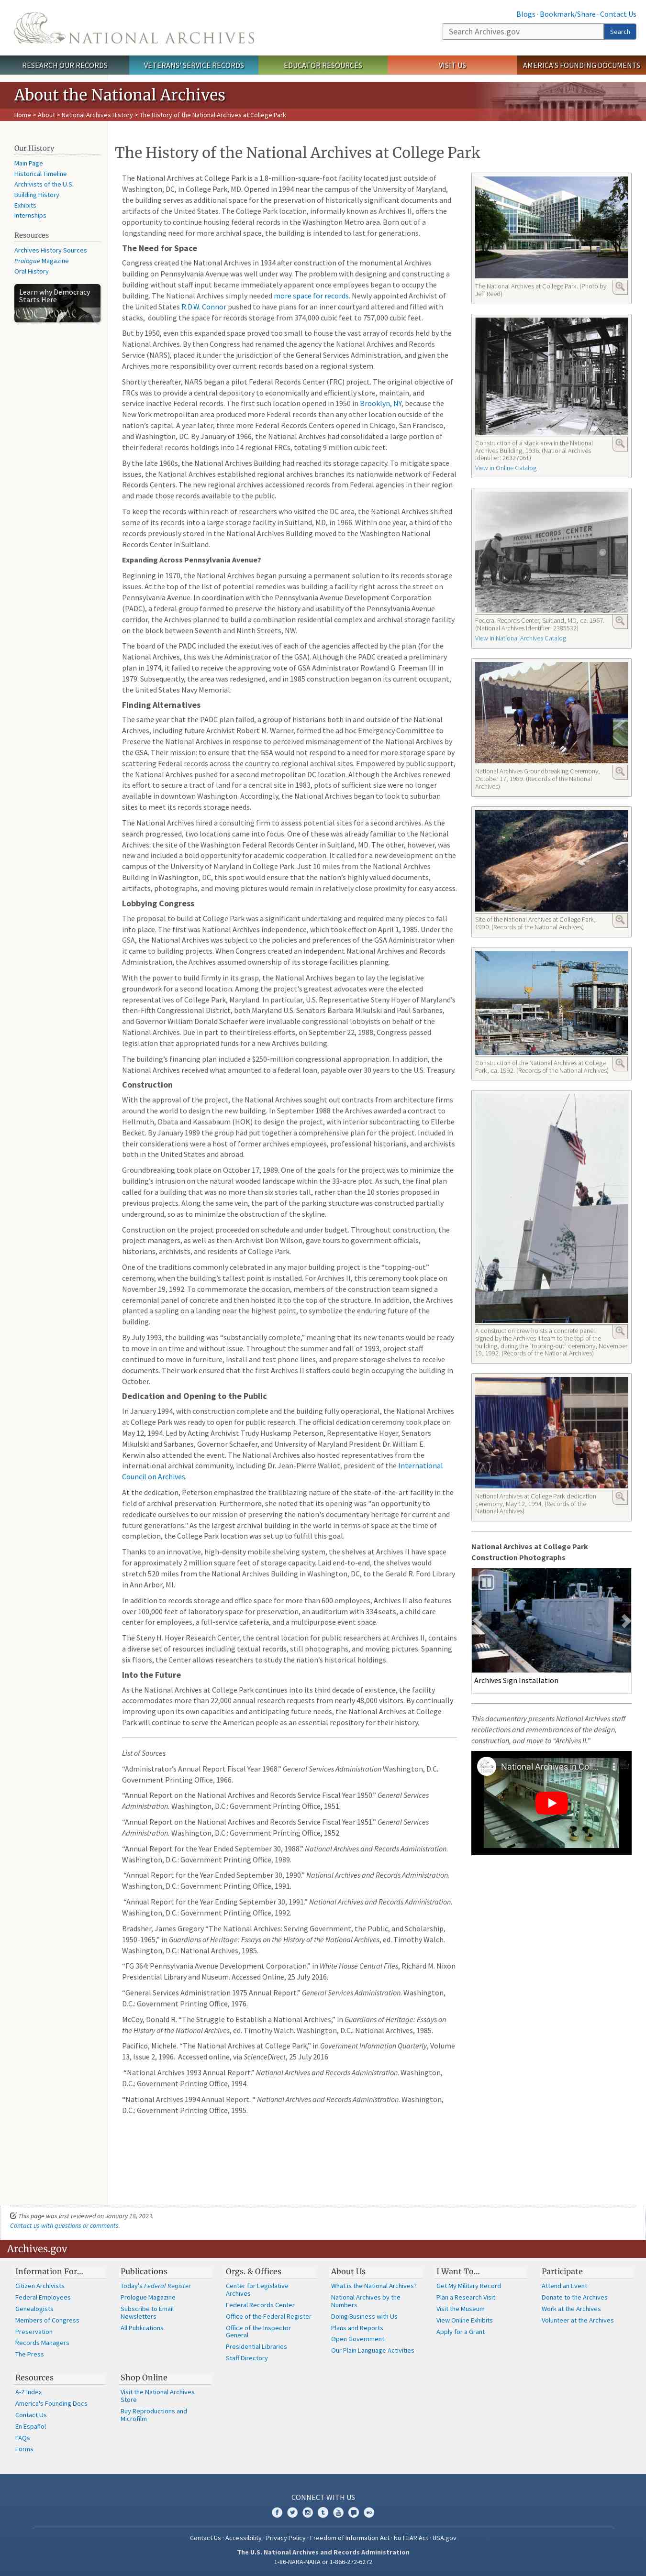 Blogs · Bookmark/Share · Contact Us
NATIONAL ARCHIVES
Search Archives.gov
Search
RESEARCH OUR RECORDS
VETERANS' SERVICE RECORDS
EDUCATOR RESOURCES
VISIT US
AMERICA'S FOUNDING DOCUMENTS
About the National Archives
Home > About > National Archives History > The History of the National Archives at College Park
Our History
Main Page
Historical Timeline
Archivists of the U.S.
Building History
Exhibits
Internships
Resources
Archives History Sources
Prologue Magazine
Oral History
Learn why Democracy
Starts Here
The History of the National Archives at College Park
The National Archives at College Park is a 1.8-million-square-foot facility located just outside of
Washington, DC, in College Park, MD. Opened in 1994 next to the campus of the University of Maryland,
the building offers over two million cubic feet of archival storage space and is one of the largest archival
structures in the world. The College Park location, informally known as Archives II, offers the
opportunity to combine formerly scattered holdings located in the Washington Metro area. Born out of a
longstanding need for more archival space, the building is intended to last for generations.
The Need for Space
Congress created the National Archives in 1934 after construction of the monumental National Archives
building on Pennsylvania Avenue was well under way. The problem with designing and constructing a
building without input from its intended staff became immediately clear when employees began to occupy the
building. The National Archives simply needed more space for records. Newly appointed Archivist of
the United States R.D.W. Connor pushed to have plans for an inner courtyard altered to include more
stacks,  doubling the space for records storage from 374,000 cubic feet to 757,000 cubic feet.
But by 1950, even this expanded space proved too small to house the vast array of records held by the
National Archives. By then Congress had renamed the agency the National Archives and Records
Service (NARS), placed it under the jurisdiction of the General Services Administration, and given the
Archives more responsibility over current records based on a regional system.
Shortly thereafter, NARS began a pilot Federal Records Center (FRC) project. The original objective of
FRCs was to provide a central depository to economically and efficiently store, maintain, and
service inactive Federal records. The first such location opened in 1950 in Brooklyn, NY, because the
New York metropolitan area produced more Federal records than any other location outside of the
nation's capital. A year later, three more Federal Records Centers opened in Chicago, San Francisco,
and Washington, DC. By January of 1966, the National Archives had consolidated a large portion of
their federal records holdings into 14 regional FRCs, totaling 9 million cubic feet.
By the late 1960s, the National Archives Building had reached its storage capacity. To mitigate the space
issues, the National Archives established regional archives branches in its nationwide network of Federal
Records Centers. The new regional archives accessioned records from Federal agencies in their region
and made those records available to the public.
To keep the records within reach of researchers who visited the DC area, the National Archives shifted
some of its records to a large storage facility in Suitland, MD, in 1966. Within one year, a third of the
records previously stored in the National Archives Building moved to the Washington National
Records Center in Suitland.
Expanding Across Pennsylvania Avenue?
Beginning in 1970, the National Archives began pursuing a permanent solution to its records storage
issues. At the top of the list of potential remedies was building a facility right across the street on
Pennsylvania Avenue. In coordination with the Pennsylvania Avenue Development Corporation
(PADC), a federal group formed to preserve the history and usability of the Pennsylvania Avenue
corridor, the Archives planned to build a combination residential complex and archival storage facility
on the block between Seventh and Ninth Streets, NW.
The board of the PADC included the executives of each of the agencies affected by the plan (for the
National Archives, this was the Administrator of the GSA). Although the PADC created a preliminary
plan in 1974, it failed to receive the approving vote of GSA Administrator Rowland G. Freeman III in
1979. Subsequently, the area was redesigned, and in 1985 construction began on its current occupant,
the United States Navy Memorial.
Finding Alternatives
The same year that the PADC plan failed, a group of historians both in and outside of the National
Archives, including future Archivist Robert M. Warner, formed the ad hoc Emergency Committee to
Preserve the National Archives in response to perceived mismanagement of the National Archives by
the GSA. Their mission: to ensure that the GSA would not respond to a need for more storage space by
scattering federal records across regional archival sites. Empowered by public support, the National
Archives pushed for a second metropolitan DC location. Although the Archives renewed
its effort to secure a tract of land for a central site in 1983, plots of sufficient size were no longer
available in downtown Washington. Accordingly, the National Archives began to look to suburban
sites to meet its records storage needs.
The National Archives hired a consulting firm to assess potential sites for a second archives. As the
search progressed, two locations came into focus. One of these was already familiar to the National
Archives: the site of the Washington National Records Center in Suitland, MD. The other, however, was
new and included a bold opportunity for academic cooperation. It called for a new development on the
campus of the University of Maryland in College Park. Just 10 miles from the National Archives
Building in Washington, DC, this spot would ensure that the nation's highly valued documents,
artifacts, photographs, and moving pictures would remain in relatively close proximity for easy access.
Lobbying Congress
The proposal to build at College Park was a significant undertaking and required many pieces to fall
into place. The first was National Archives independence, which took effect on April 1, 1985. Under the
GSA, the National Archives was subject to the policies and preferences of the GSA Administrator when
it came to building projects. When Congress created an independent National Archives and Records
Administration, the Archives assumed ownership of its storage facilities planning.
With the power to build firmly in its grasp, the National Archives began to lay the legislative
groundwork for a second location. Among the idea's greatest advocates were the elected
representatives of College Park, Maryland. In particular, U.S. Representative Steny Hoyer of Maryland's
then-Fifth Congressional District, both Maryland U.S. Senators Barbara Mikulski and Paul Sarbanes,
and Governor William Donald Schaefer were invaluable congressional lobbyists on behalf of the
National Archives. Due in part to their tireless efforts, on September 22, 1988, Congress passed
legislation that appropriated funds for a new Archives building.
The building's financing plan included a $250-million congressional appropriation. In addition, the
National Archives received what amounted to a federal loan, payable over 30 years to the U.S. Treasury.
Construction
With the approval of the project, the National Archives sought out contracts from architecture firms
around the world to design the new building. In September 1988 the Archives awarded a contract to
Hellmuth, Obata and Kassabaum (HOK) to design the project, with interior subcontracting to Ellerbe
Becket. By January 1989 the group had put together a comprehensive plan for the project. Included in
the conversation were a number of former archives employees, professional historians, and archivists
both in the United States and abroad.
Groundbreaking took place on October 17, 1989. One of the goals for the project was to minimize the
building's intrusion on the natural wooded landscape within the 33-acre plot. As such, the final plan
called for a building that was no more than six stories tall, rather than the 10 stories proposed in
previous plans. Along the same vein, the part of the complex designated for parking was constructed partially
underground, so as to minimize the obstruction of the skyline.
Construction on the project proceeded on schedule and under budget. Throughout construction, the
project managers, as well as then-Archivist Don Wilson, gave tours to government officials,
historians, archivists, and residents of College Park.
One of the traditions commonly celebrated in any major building project is the "topping-out"
ceremony, when the building's tallest point is installed. For Archives II, this ceremony took place on
November 19, 1992. To commemorate the occasion, members of the construction team signed a large
chunk of concrete and then hoisted it to the top of the structure. In addition, the Archives
planted a sapling on a landing near the highest point, to symbolize the enduring future of the
building.
By July 1993, the building was "substantially complete," meaning that its new tenants would be ready
to move in on time and without issue. Throughout the summer and fall of 1993, project staff
continued to move in furniture, install and test phone lines, and employ scale pilots to receive
documents. Their work ensured that the first Archives II staffers could begin occupying the building in
October.
Dedication and Opening to the Public
In January 1994, with construction complete and the building fully operational, the National Archives
at College Park was ready to open for public research. The official dedication ceremony took place on
May 12, 1994. Led by Acting Archivist Trudy Huskamp Peterson, Representative Hoyer, Senators
Mikulski and Sarbanes, Governor Schaefer, and University of Maryland President Dr. William E.
Kerwin also attended the event. The National Archives also hosted representatives from the
international archival community, including Dr. Jean-Pierre Wallot, president of the International
Council on Archives.
At the dedication, Peterson emphasized the trailblazing nature of the state-of-the-art facility in the
field of archival preservation. Furthermore, she noted that its opening was "an opportunity to
rededicate ourselves to our mission of preserving the history of the past and present for future
generations." As the largest archival building in the world in terms of space at the time of
completion, the College Park location was set up to fulfill this goal.
Thanks to an innovative, high-density mobile shelving system, the shelves at Archives II have space
for approximately 2 million square feet of storage capacity. Laid end-to-end, the shelves would
stretch 520 miles from the National Archives Building in Washington, DC, to the Gerald R. Ford Library
in Ann Arbor, MI.
In addition to records storage and office space for more than 600 employees, Archives II also features
over 100,000 feet of laboratory space for preservation, an auditorium with 334 seats, a child care
center for employees, a full-service cafeteria, and a multipurpose event space.
The Steny H. Hoyer Research Center, the central location for public researchers at Archives II, contains
a diverse set of resources including textual records, still photographs, and moving pictures. Spanning
six floors, the Center allows researchers to study the nation's historical holdings.
Into the Future
As the National Archives at College Park continues into its third decade of existence, the facility
accommodates more than 22,000 annual research requests from nearly 48,000 visitors. By continually
improving upon its own capacities and anticipating future needs, the National Archives at College
Park will continue to serve the American people as an essential repository for their history.
List of Sources
"Administrator's Annual Report Fiscal Year 1968." General Services Administration Washington, D.C.:
Government Printing Office, 1966.
"Annual Report on the National Archives and Records Service Fiscal Year 1950." General Services
Administration. Washington, D.C.: Government Printing Office, 1951.
"Annual Report on the National Archives and Records Service Fiscal Year 1951." General Services
Administration. Washington, D.C.: Government Printing Office, 1952.
"Annual Report for the Year Ended September 30, 1988." National Archives and Records Administration.
Washington, D.C.: Government Printing Office, 1989.
"Annual Report for the Year Ended September 30, 1990." National Archives and Records Administration.
Washington, D.C.: Government Printing Office, 1991.
"Annual Report for the Year Ending September 30, 1991." National Archives and Records Administration.
Washington, D.C.: Government Printing Office, 1992.
Bradsher, James Gregory "The National Archives: Serving Government, the Public, and Scholarship,
1950-1965," in Guardians of Heritage: Essays on the History of the National Archives, ed. Timothy Walch.
Washington, D.C.: National Archives, 1985.
"FG 364: Pennsylvania Avenue Development Corporation." in White House Central Files, Richard M. Nixon
Presidential Library and Museum. Accessed Online, 25 July 2016.
"General Services Administration 1975 Annual Report." General Services Administration. Washington,
D.C.: Government Printing Office, 1976.
McCoy, Donald R. "The Struggle to Establish a National Archives," in Guardians of Heritage: Essays on
the History of the National Archives, ed. Timothy Walch. Washington, D.C.: National Archives, 1985.
Pacifico, Michele. "The National Archives at College Park," in Government Information Quarterly, Volume
13, Issue 2, 1996.  Accessed online, via ScienceDirect, 25 July 2016
"National Archives 1993 Annual Report." National Archives and Records Administration. Washington,
D.C.: Government Printing Office, 1994.
"National Archives 1994 Annual Report. " National Archives and Records Administration. Washington,
D.C.: Government Printing Office, 1995.
The National Archives at College Park. (Photo by
Jeff Reed)
Construction of a stack area in the National
Archives Building, 1936. (National Archives
Identifier: 26327061)
View in Online Catalog
FEDERAL RECORDS CENTER
Federal Records Center, Suitland, MD, ca. 1967.
(National Archives Identifier: 2385532)
View in National Archives Catalog
National Archives Groundbreaking Ceremony,
October 17, 1989. (Records of the National
Archives)
Site of the National Archives at College Park,
1990. (Records of the National Archives)
Construction of the National Archives at College
Park, ca. 1992. (Records of the National Archives)
A construction crew hoists a concrete panel
signed by the Archives II team to the top of the
building, during the "topping-out" ceremony, November
19, 1992. (Records of the National Archives)
National Archives at College Park dedication
ceremony, May 12, 1994. (Records of the
National Archives)
National Archives at College Park
Construction Photographs
Archives Sign Installation
This documentary presents National Archives staff
recollections and remembrances of the design,
construction, and move to "Archives II."
National Archives in Coll
This page was last reviewed on January 18, 2023.
Contact us with questions or comments.
Archives.gov
Information For…
Citizen Archivists
Federal Employees
Genealogists
Members of Congress
Preservation
Records Managers
The Press
Publications
Today's Federal Register
Prologue Magazine
Subscribe to Email
Newsletters
All Publications
Orgs. & Offices
Center for Legislative
Archives
Federal Records Center
Office of the Federal Register
Office of the Inspector
General
Presidential Libraries
Staff Directory
About Us
What is the National Archives?
National Archives by the
Numbers
Doing Business with Us
Plans and Reports
Open Government
Our Plain Language Activities
I Want To…
Get My Military Record
Plan a Research Visit
Visit the Museum
View Online Exhibits
Apply for a Grant
Participate
Attend an Event
Donate to the Archives
Work at the Archives
Volunteer at the Archives
Resources
A-Z Index
America's Founding Docs
Contact Us
En Español
FAQs
Forms
Shop Online
Visit the National Archives
Store
Buy Reproductions and
Microfilm
CONNECT WITH US
Contact Us · Accessibility · Privacy Policy · Freedom of Information Act · No FEAR Act · USA.gov
The U.S. National Archives and Records Administration
1-86-NARA-NARA or 1-866-272-6272